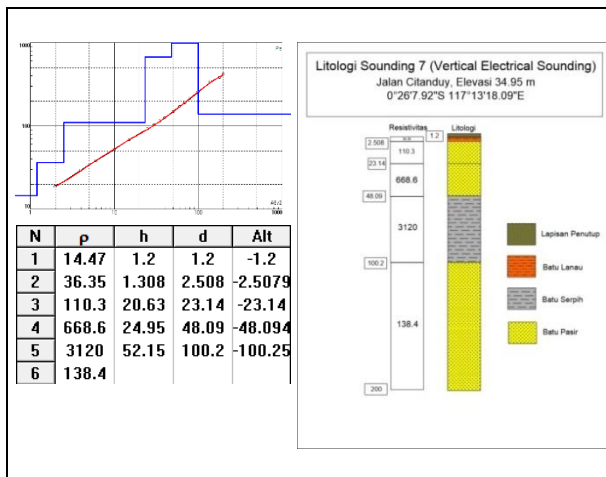 1000
Pa
100
10
1
10
100
1000
AB/2
N ρ h d Alt
1 14.47 1.2 1.2 -1.2
2 36.35 1.308 2.508 -2.5079
3 110.3 20.63 23.14 -23.14
4 668.6 24.95 48.09 -48.094
5 3120 52.15 100.2 -100.25
6 138.4
Litologi Sounding 7 (Vertical Electrical Sounding)
Jalan Citanduy, Elevasi 34.95 m
0°26'7.92"S 117°13'18.09"E
Resistivitas Litologi
1.2
2.508
110.3
23.14
668.6
48.09
3120
100.2
138.4
200
Lapisan Penutup
Batu Lanau
Batu Serpih
Batu Pasir